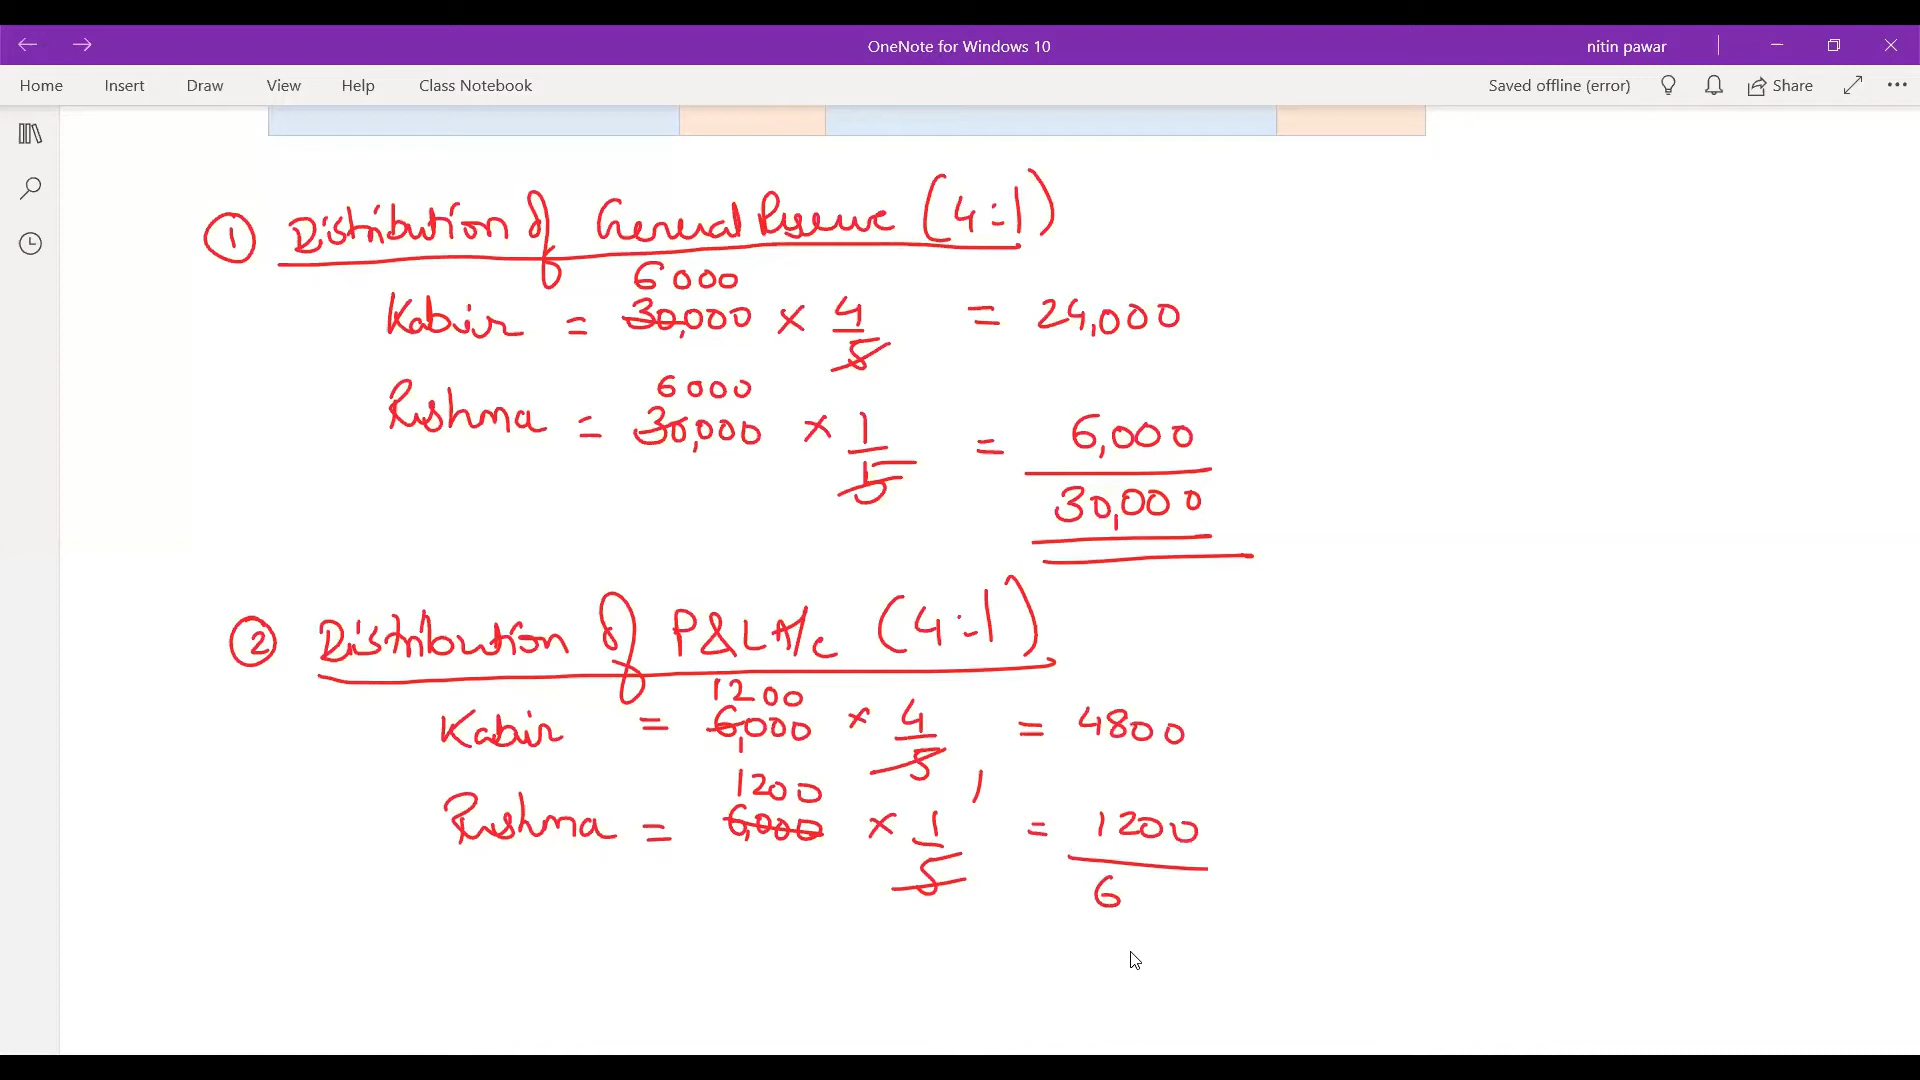 OneNote for Windows 10
nitin pawar
Home Insert Draw View Help Class Notebook
Saved offline (error) Share
① Distribution of General Reserve (4:1)
6000
Kabir = 30,000 × 4/5 = 24,000
6000
Rishma = 30,000 × 1/5 = 6,000
30,000
② Distribution of P&L A/c (4:1)
1200
Kabir = 6,000 × 4/5 = 4800
1200
Rishma = 6,000 × 1/5 = 1200
6